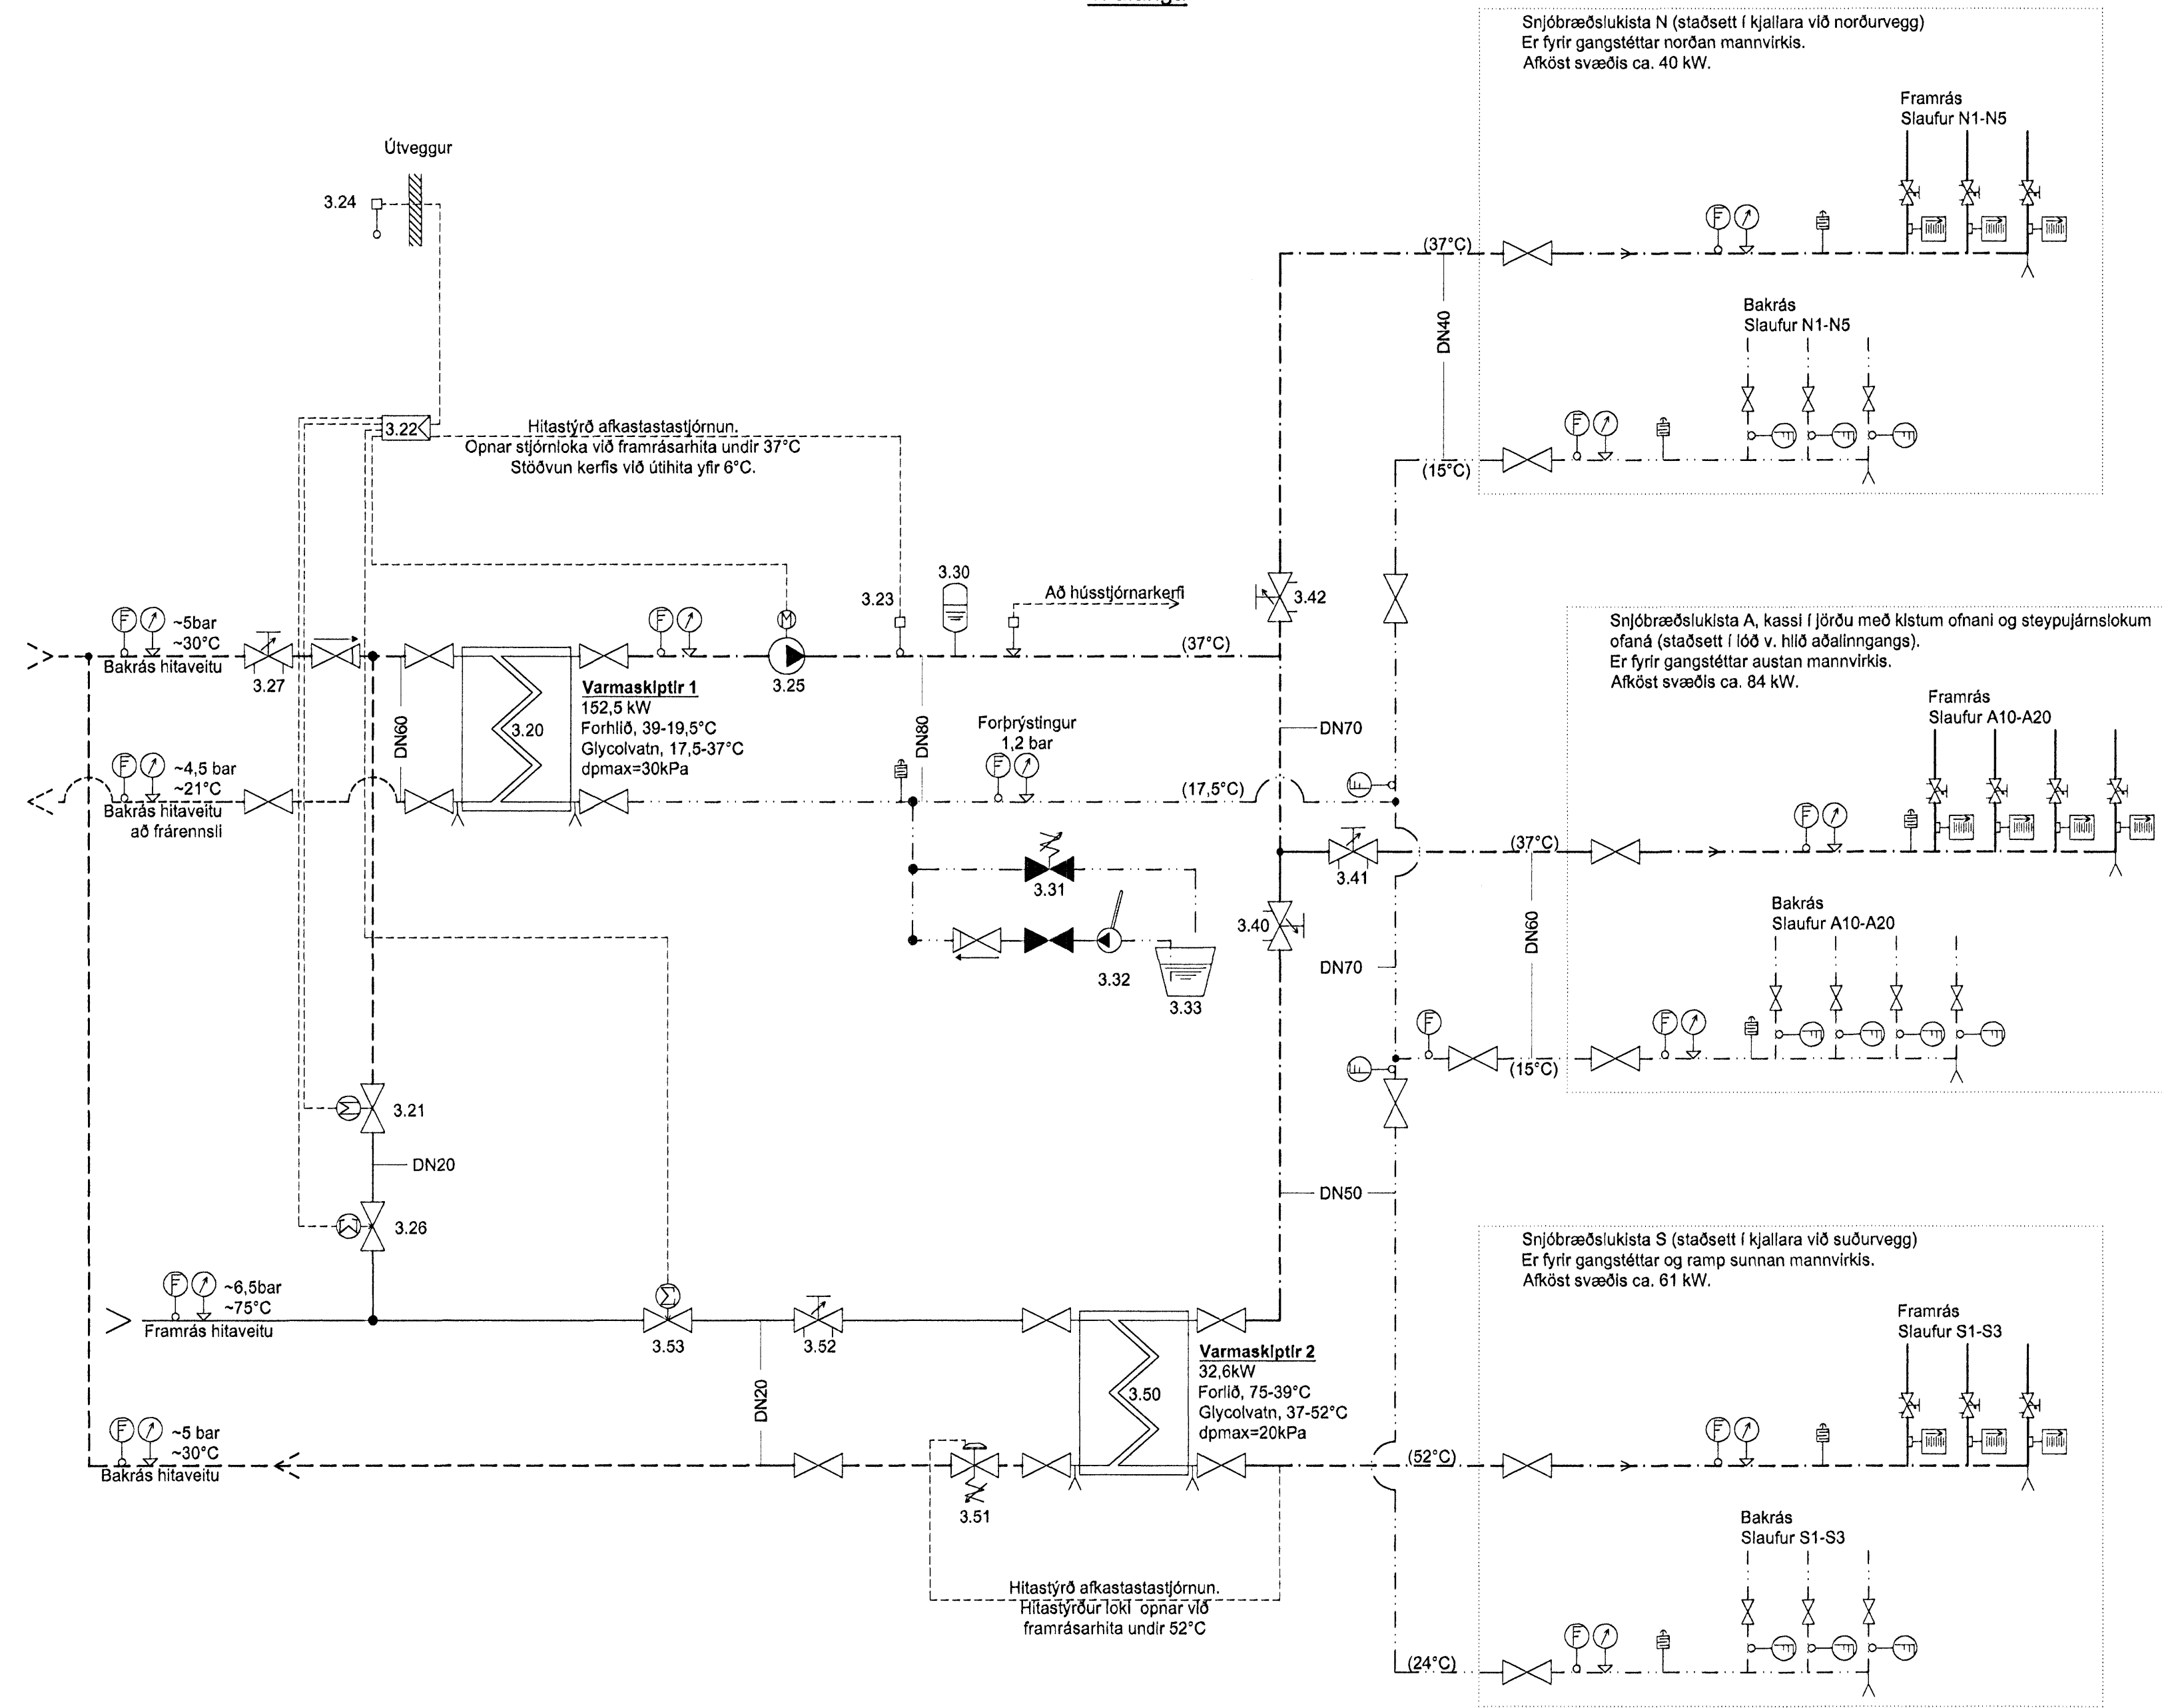 Snjóbræðslukista N (staðsett í kjallara við norðurvegg)
Er fyrir gangstéttar norðan mannvirkis.
Afköst svæðis ca. 40 kW.
Framrás
Slaufur N1-N5
Bakrás
Slaufur N1-N5
(37°C)
DN40
(15°C)
Útveggur
3.24
3.22
Hitastýrð afkastastastjórnun.
Opnar stjórnloka við framrásarhita undir 37°C
Stöðvun kerfis við útihita yfir 6°C.
3.23
3.30
Að hússtjórnarkerfi
3.42
F
~5bar
~30°C
Bakrás hitaveitu
3.27
DN60
F
M
3.25
(37°C)
3.20
Varmaskiptir 1
152,5 kW
Forhlið, 39-19,5°C
Glycolvatn, 17,5-37°C
dpmax=30kPa
DN80
Forþrýstingur
1,2 bar
DN70
F
~4,5 bar
~21°C
Bakrás hitaveitu
að frárennsli
F
(17,5°C)
3.31
3.32
3.33
3.41
3.40
DN70
Snjóbræðslukista A, kassi í jörðu með kistum ofnani og steypujárnslokum
ofaná (staðsett í lóð v. hlið aðalinngangs).
Er fyrir gangstéttar austan mannvirkis.
Afköst svæðis ca. 84 kW.
Framrás
Slaufur A10-A20
Bakrás
Slaufur A10-A20
(37°C)
DN60
(15°C)
3.21
DN20
3.26
DN50
F
~6,5bar
~75°C
Framrás hitaveitu
3.53
3.52
DN20
3.50
Varmaskiptir 2
32,6kW
Forlið, 75-39°C
Glycolvatn, 37-52°C
dpmax=20kPa
F
~5 bar
~30°C
Bakrás hitaveitu
3.51
Hitastýrð afkastastastjórnun.
Hitastýrður loki opnar við
framrásarhita undir 52°C
Snjóbræðslukista S (staðsett í kjallara við suðurvegg)
Er fyrir gangstéttar og ramp sunnan mannvirkis.
Afköst svæðis ca. 61 kW.
Framrás
Slaufur S1-S3
(52°C)
Bakrás
Slaufur S1-S3
(24°C)